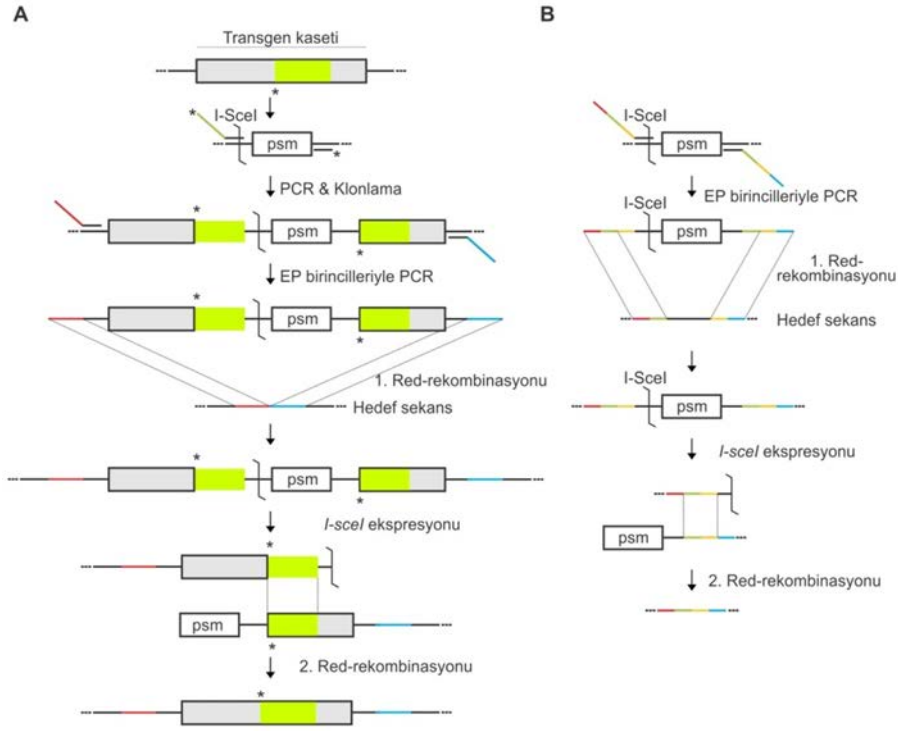 A
Transgen kaseti
*
*
I-SceI
psm
*
PCR & Klonlama
*
psm
*
EP birincilleriyle PCR
*
psm
*
1. Red-rekombinasyonu
Hedef sekans
*
psm
*
I-sceI ekspresyonu
*
psm
*
2. Red-rekombinasyonu
*
B
I-SceI
psm
EP birincilleriyle PCR
I-SceI
psm
1. Red-
rekombinasyonu
Hedef sekans
I-SceI
psm
I-sceI ekspresyonu
psm
2. Red-rekombinasyonu